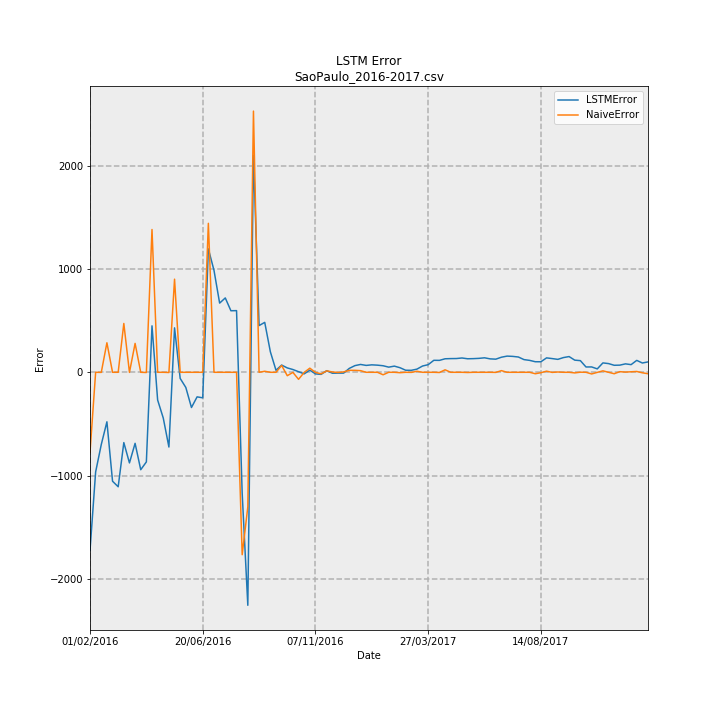 LSTM Error
SaoPaulo_2016-2017.csv
LSTMError
NaiveError
2000
1000
0
−1000
−2000
Error
01/02/2016
20/06/2016
07/11/2016
27/03/2017
14/08/2017
Date